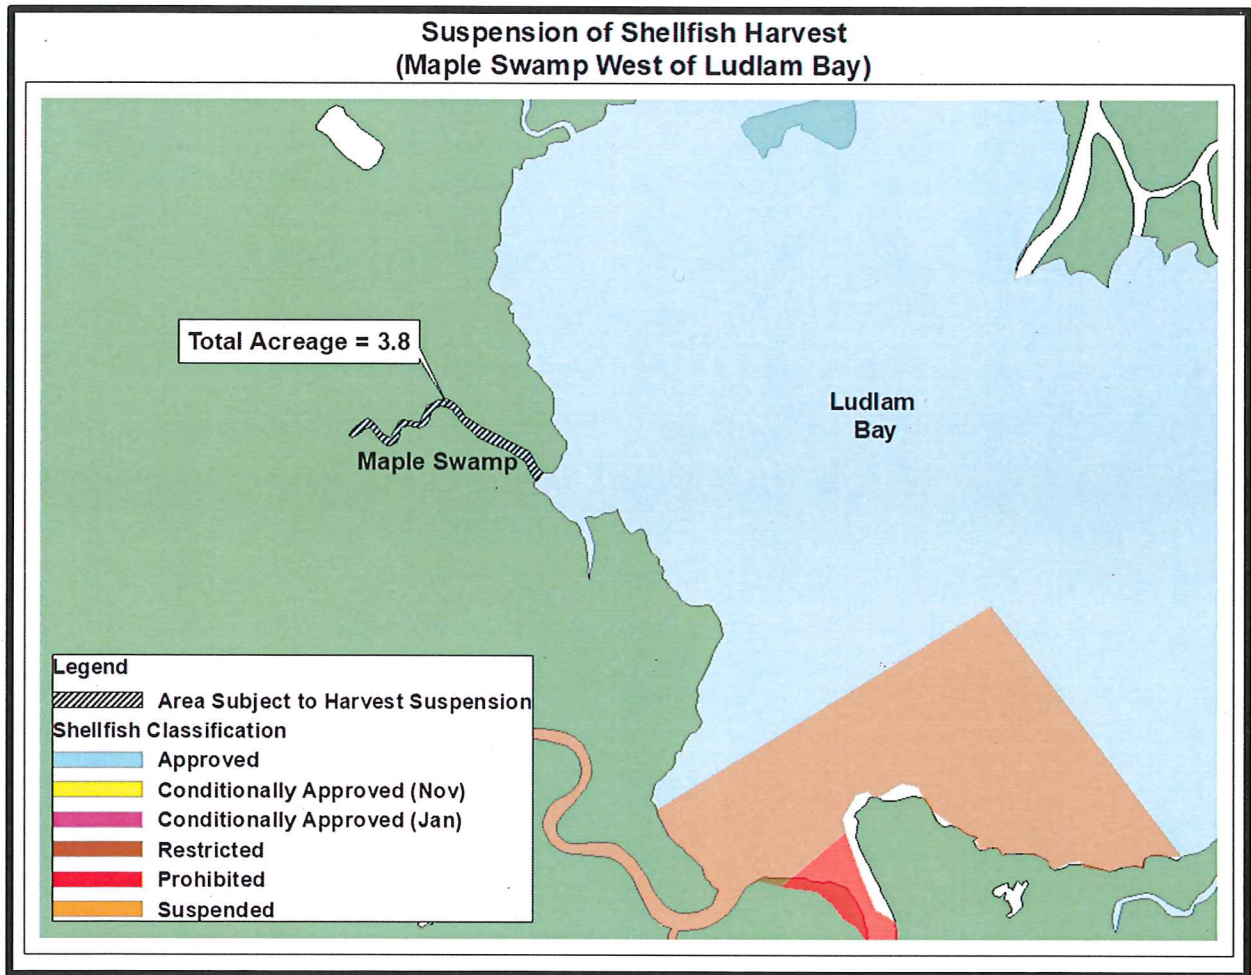 Suspension of Shellfish Harvest
(Maple Swamp West of Ludlam Bay)
Total Acreage = 3.8
Ludlam
Bay
Maple Swamp
Legend
Area Subject to Harvest Suspension
Shellfish Classification
Approved
Conditionally Approved (Nov)
Conditionally Approved (Jan)
Restricted
Prohibited
Suspended